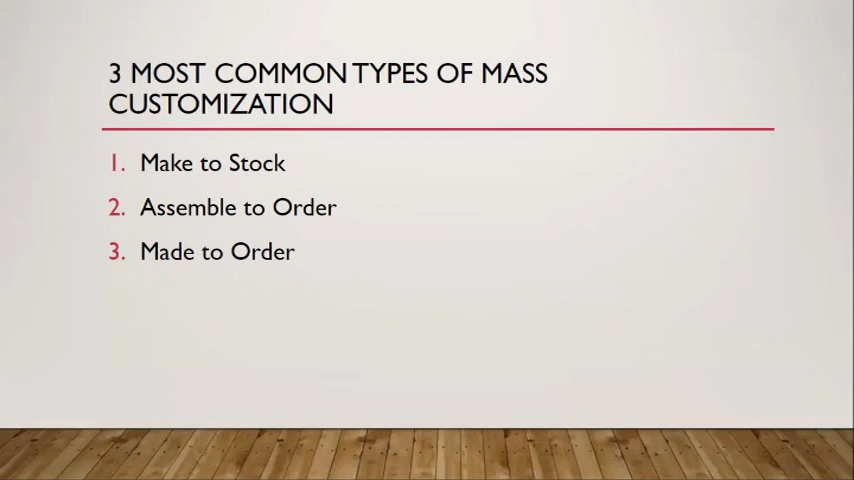 3 MOST COMMON TYPES OF MASS
CUSTOMIZATION
1. Make to Stock
2. Assemble to Order
3. Made to Order